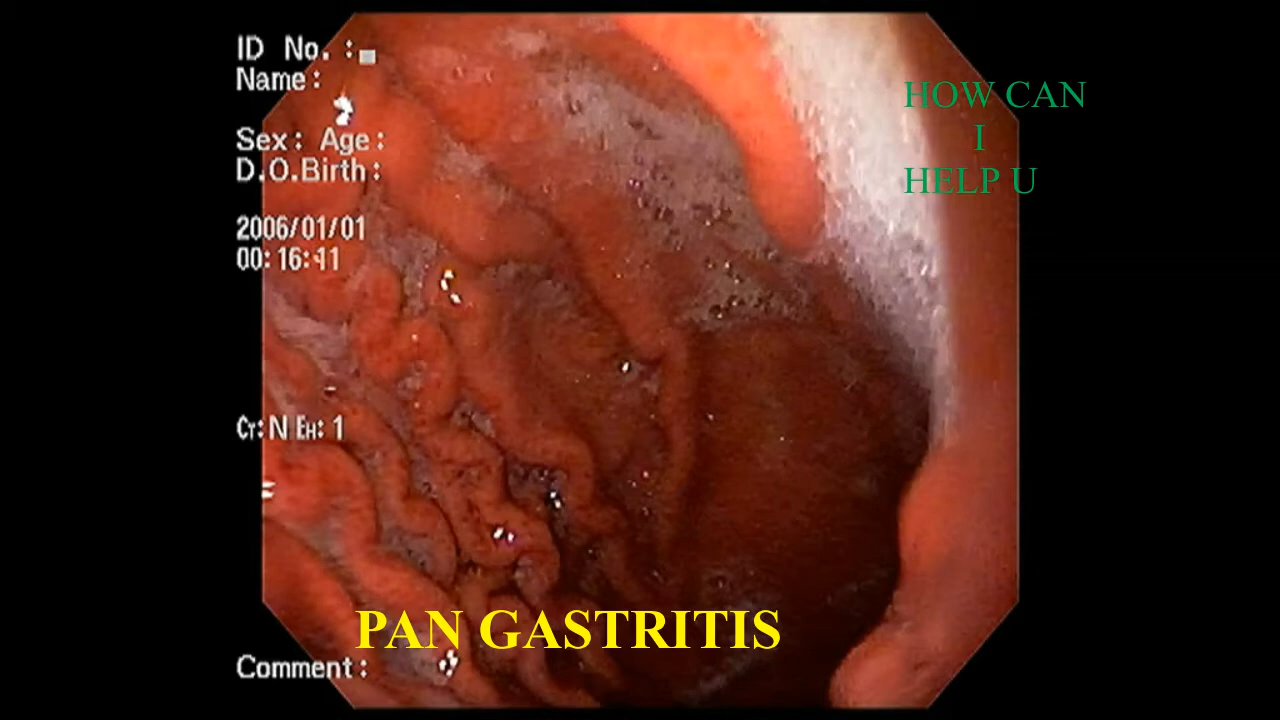 ID No. :
Name:
Sex: Age:
D.O.Birth:
2006/01/01
00:16:41
Cr:N EH:1
Comment:
HOW CAN
I
HELP U
PAN GASTRITIS